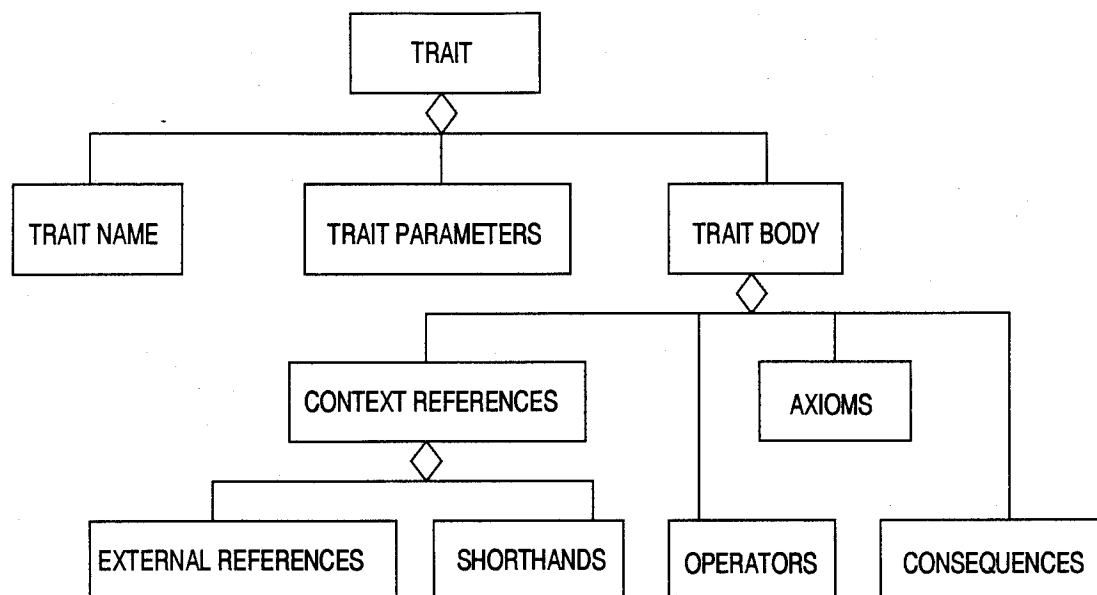 TRAIT
TRAIT NAME
TRAIT PARAMETERS
TRAIT BODY
CONTEXT REFERENCES
AXIOMS
EXTERNAL REFERENCES
SHORTHANDS
OPERATORS
CONSEQUENCES